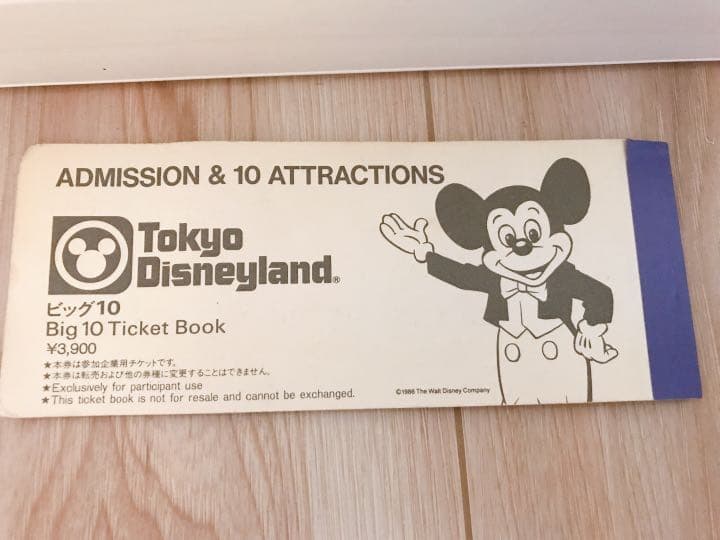 ADMISSION & 10 ATTRACTIONS
Tokyo
Disneyland®
ビッグ10
Big 10 Ticket Book
¥3,900
★本券は参加企業用チケットです。
★本券は転売および他の券種に変更することはできません。
★Exclusively for participant use
★This ticket book is not for resale and cannot be exchanged.
©1986 The Walt Disney Company